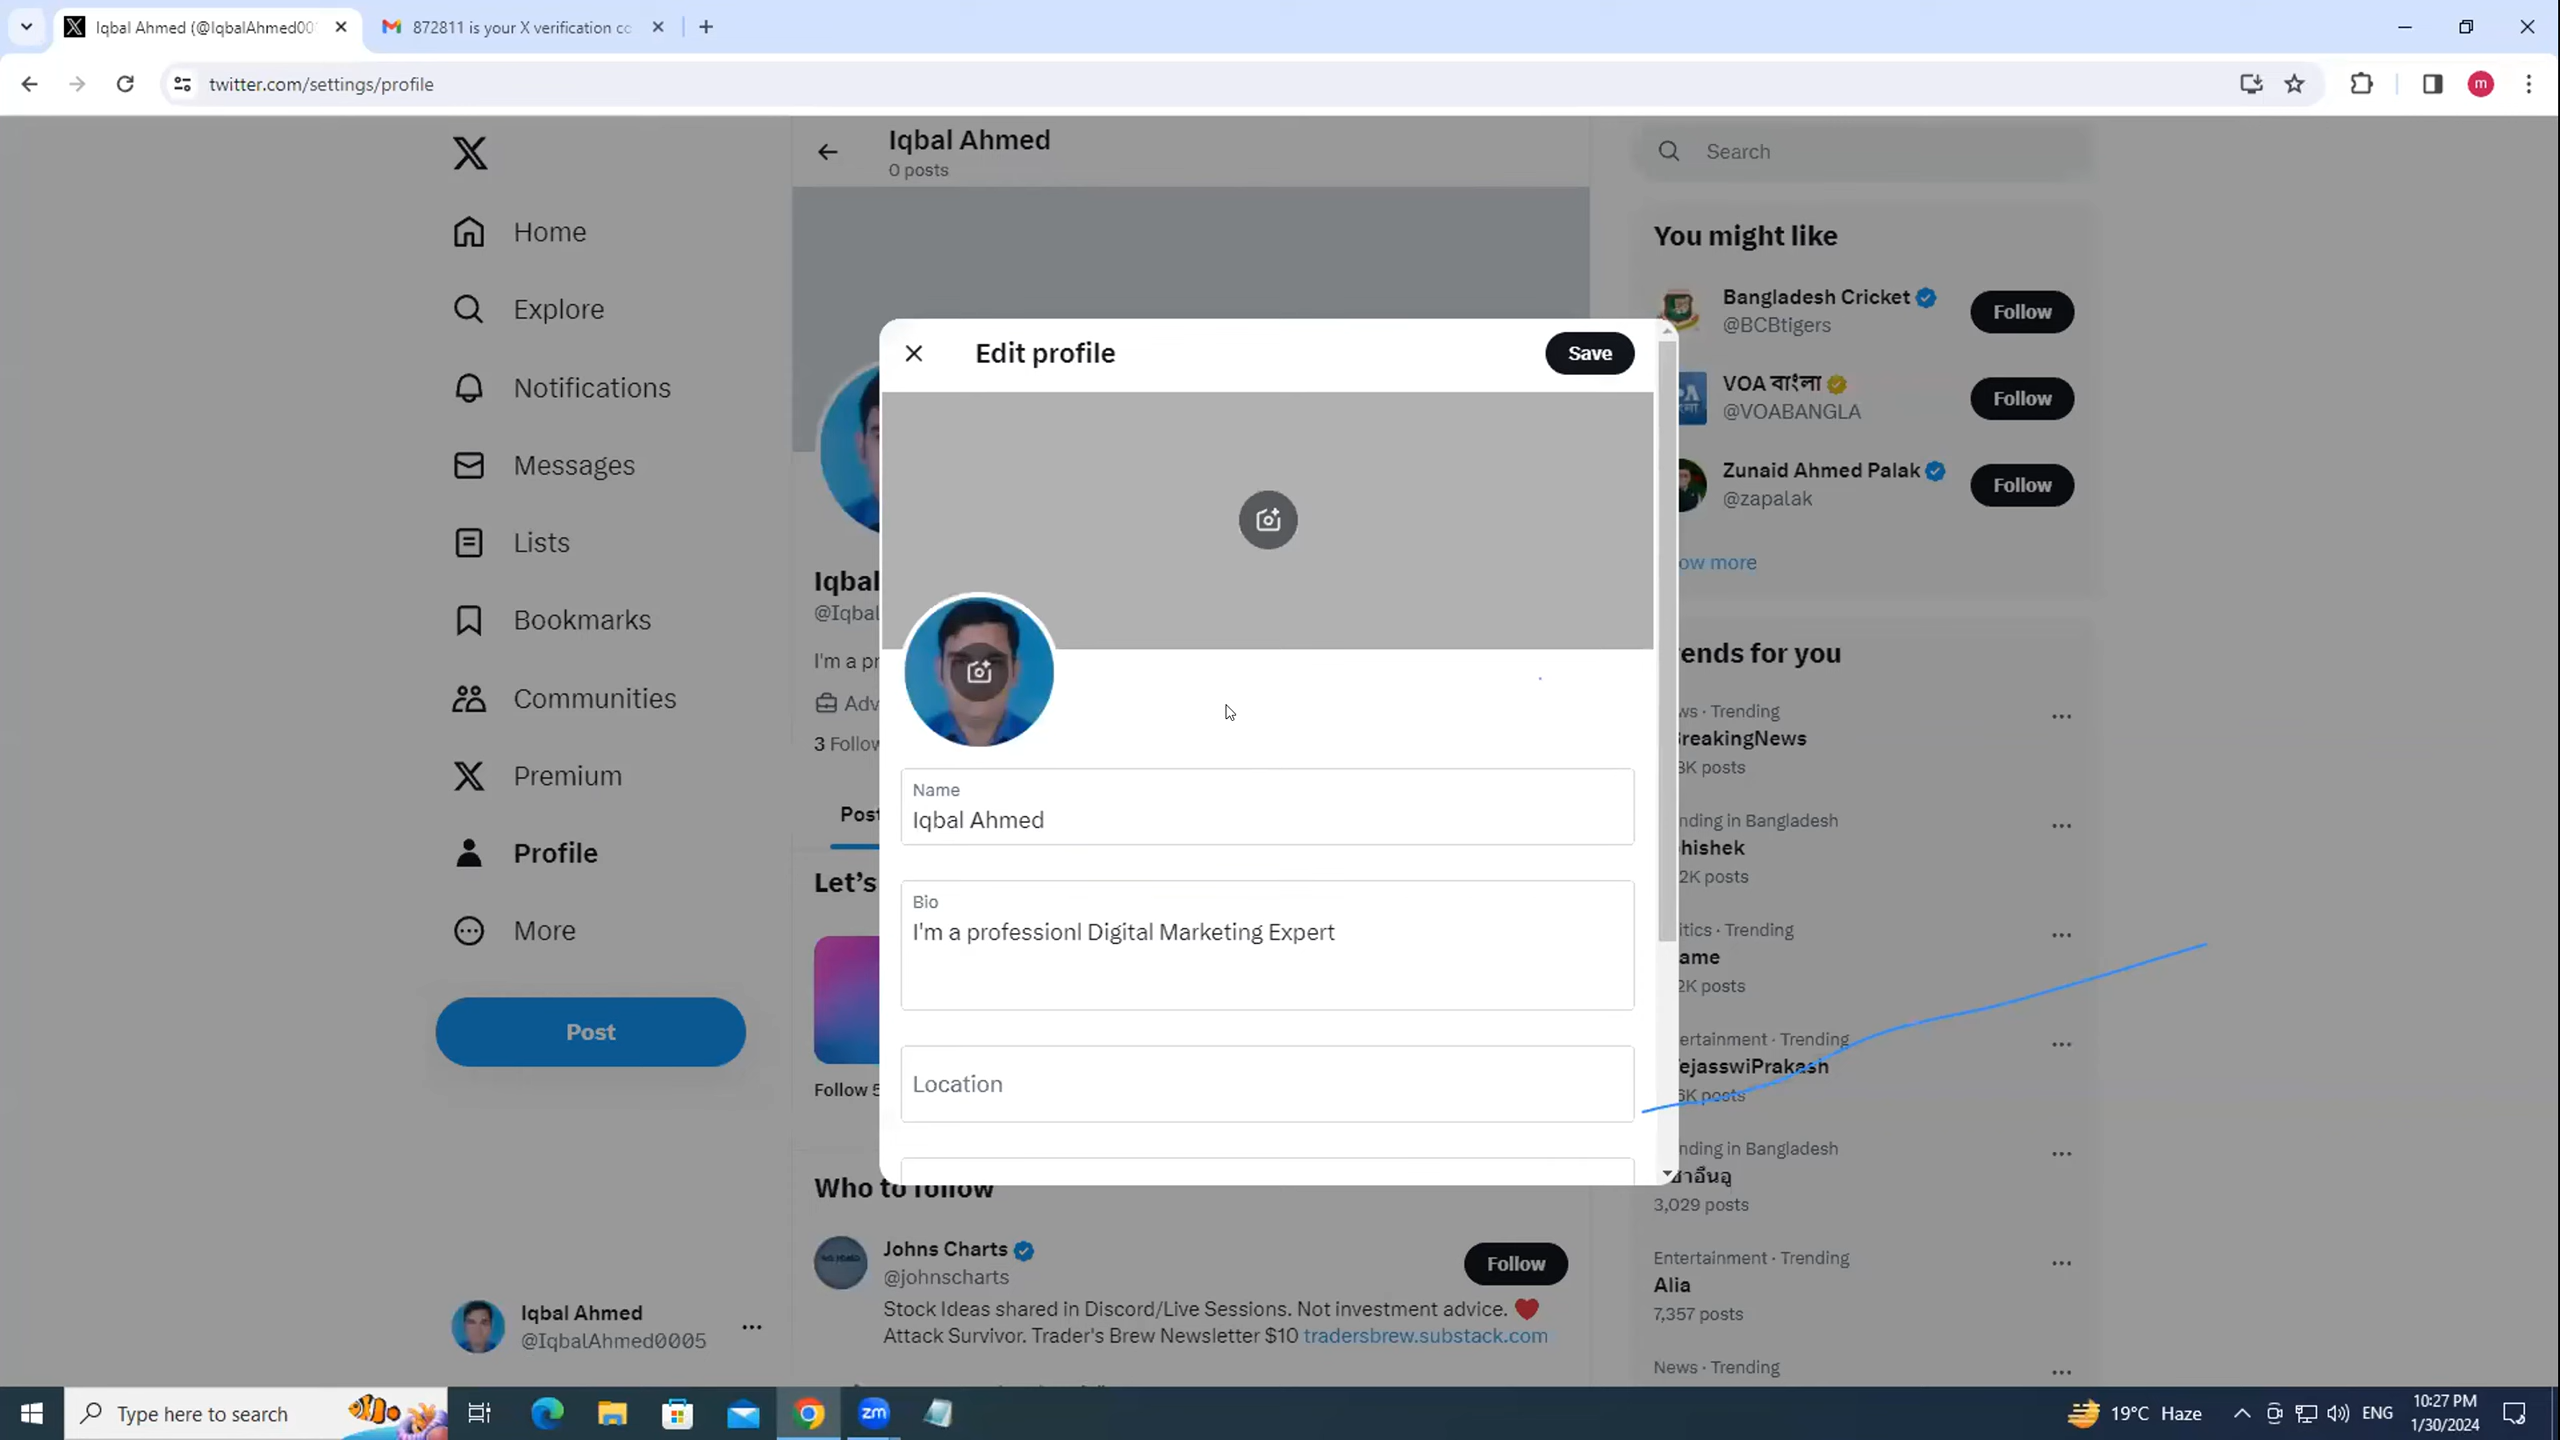 Iqbal Ahmed (@IqbalAhmed00
872811 is your X verification co
twitter.com/settings/profile
m
Home
Explore
Notifications
Messages
Lists
Bookmarks
Communities
Premium
Profile
More
Post
Iqbal Ahmed
@IqbalAhmed0005
Iqbal Ahmed
0 posts
Iqbal
@Iqbal
I'm a pr
Adv
3 Follow
Post
Let's
Follow 5
Edit profile
Save
Name
Iqbal Ahmed
Bio
I'm a professionl Digital Marketing Expert
Location
Who to follow
Johns Charts
@johnscharts
Follow
Stock Ideas shared in Discord/Live Sessions. Not investment advice. ❤️
Attack Survivor. Trader's Brew Newsletter $10 tradersbrew.substack.com
Search
You might like
Bangladesh Cricket
@BCBtigers
Follow
VOA বাংলা
@VOABANGLA
Follow
Zunaid Ahmed Palak
@zapalak
Follow
ow more
ends for you
ws · Trending
BreakingNews
8K posts
nding in Bangladesh
hishek
2K posts
itics · Trending
ame
2K posts
ertainment · Trending
ejasswiPrakash
6K posts
nding in Bangladesh
3,029 posts
Entertainment · Trending
Alia
7,357 posts
News · Trending
Type here to search
zm
19°C Haze
ENG
10:27 PM
1/30/2024